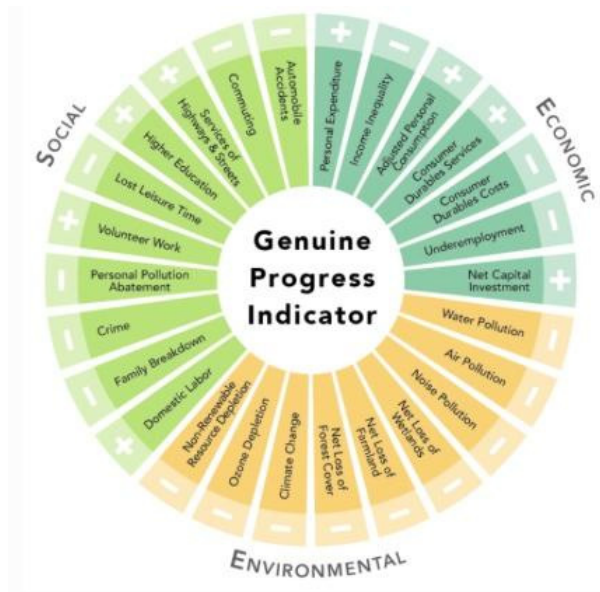 SOCIAL
ECONOMIC
ENVIRONMENTAL
Genuine
Progress
Indicator
+
Personal Expenditure
−
Income Inequality
+
Adjusted Personal
Consumption
+
Consumer
Durables Services
−
Consumer
Durables Costs
−
Underemployment
+
Net Capital
Investment
−
Water Pollution
−
Air Pollution
−
Noise Pollution
−
Net Loss of
Wetlands
−
Net Loss of
Farmland
−
Net Loss of
Forest Cover
−
Climate Change
−
Ozone Depletion
−
Non-Renewable
Resource Depletion
+
Domestic Labor
−
Family Breakdown
−
Crime
−
Personal Pollution
Abatement
+
Volunteer Work
−
Lost Leisure Time
+
Higher Education
+
Services of
Highways & Streets
−
Commuting
−
Automobile
Accidents